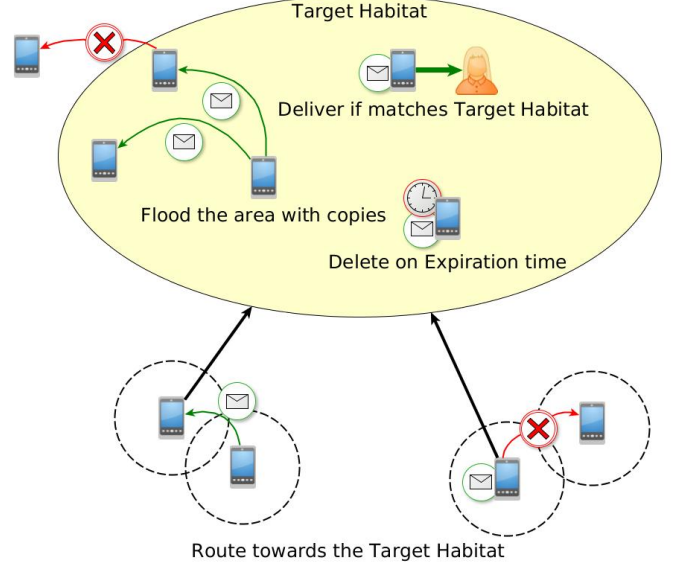 Target Habitat
Deliver if matches Target Habitat
Flood the area with copies
Delete on Expiration time
Route towards the Target Habitat